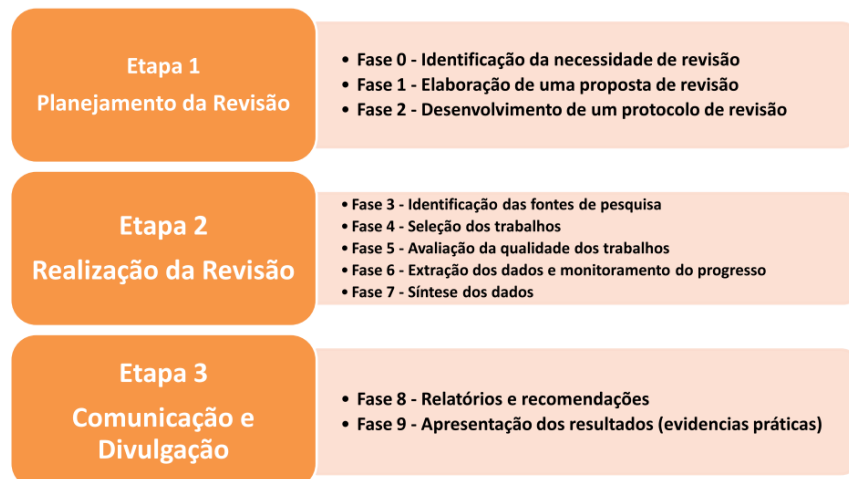 Etapa 1
Planejamento da Revisão
• Fase 0 - Identificação da necessidade de revisão
• Fase 1 - Elaboração de uma proposta de revisão
• Fase 2 - Desenvolvimento de um protocolo de revisão
Etapa 2
Realização da Revisão
• Fase 3 - Identificação das fontes de pesquisa
• Fase 4 - Seleção dos trabalhos
• Fase 5 - Avaliação da qualidade dos trabalhos
• Fase 6 - Extração dos dados e monitoramento do progresso
• Fase 7 - Síntese dos dados
Etapa 3
Comunicação e
Divulgação
• Fase 8 - Relatórios e recomendações
• Fase 9 - Apresentação dos resultados (evidencias práticas)